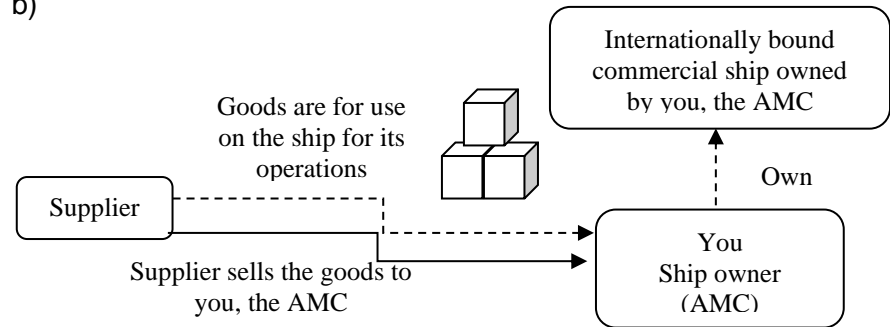 b)
Internationally bound
commercial ship owned
by you, the AMC
Goods are for use
on the ship for its
operations
Own
Supplier
You
Ship owner
(AMC)
Supplier sells the goods to
you, the AMC